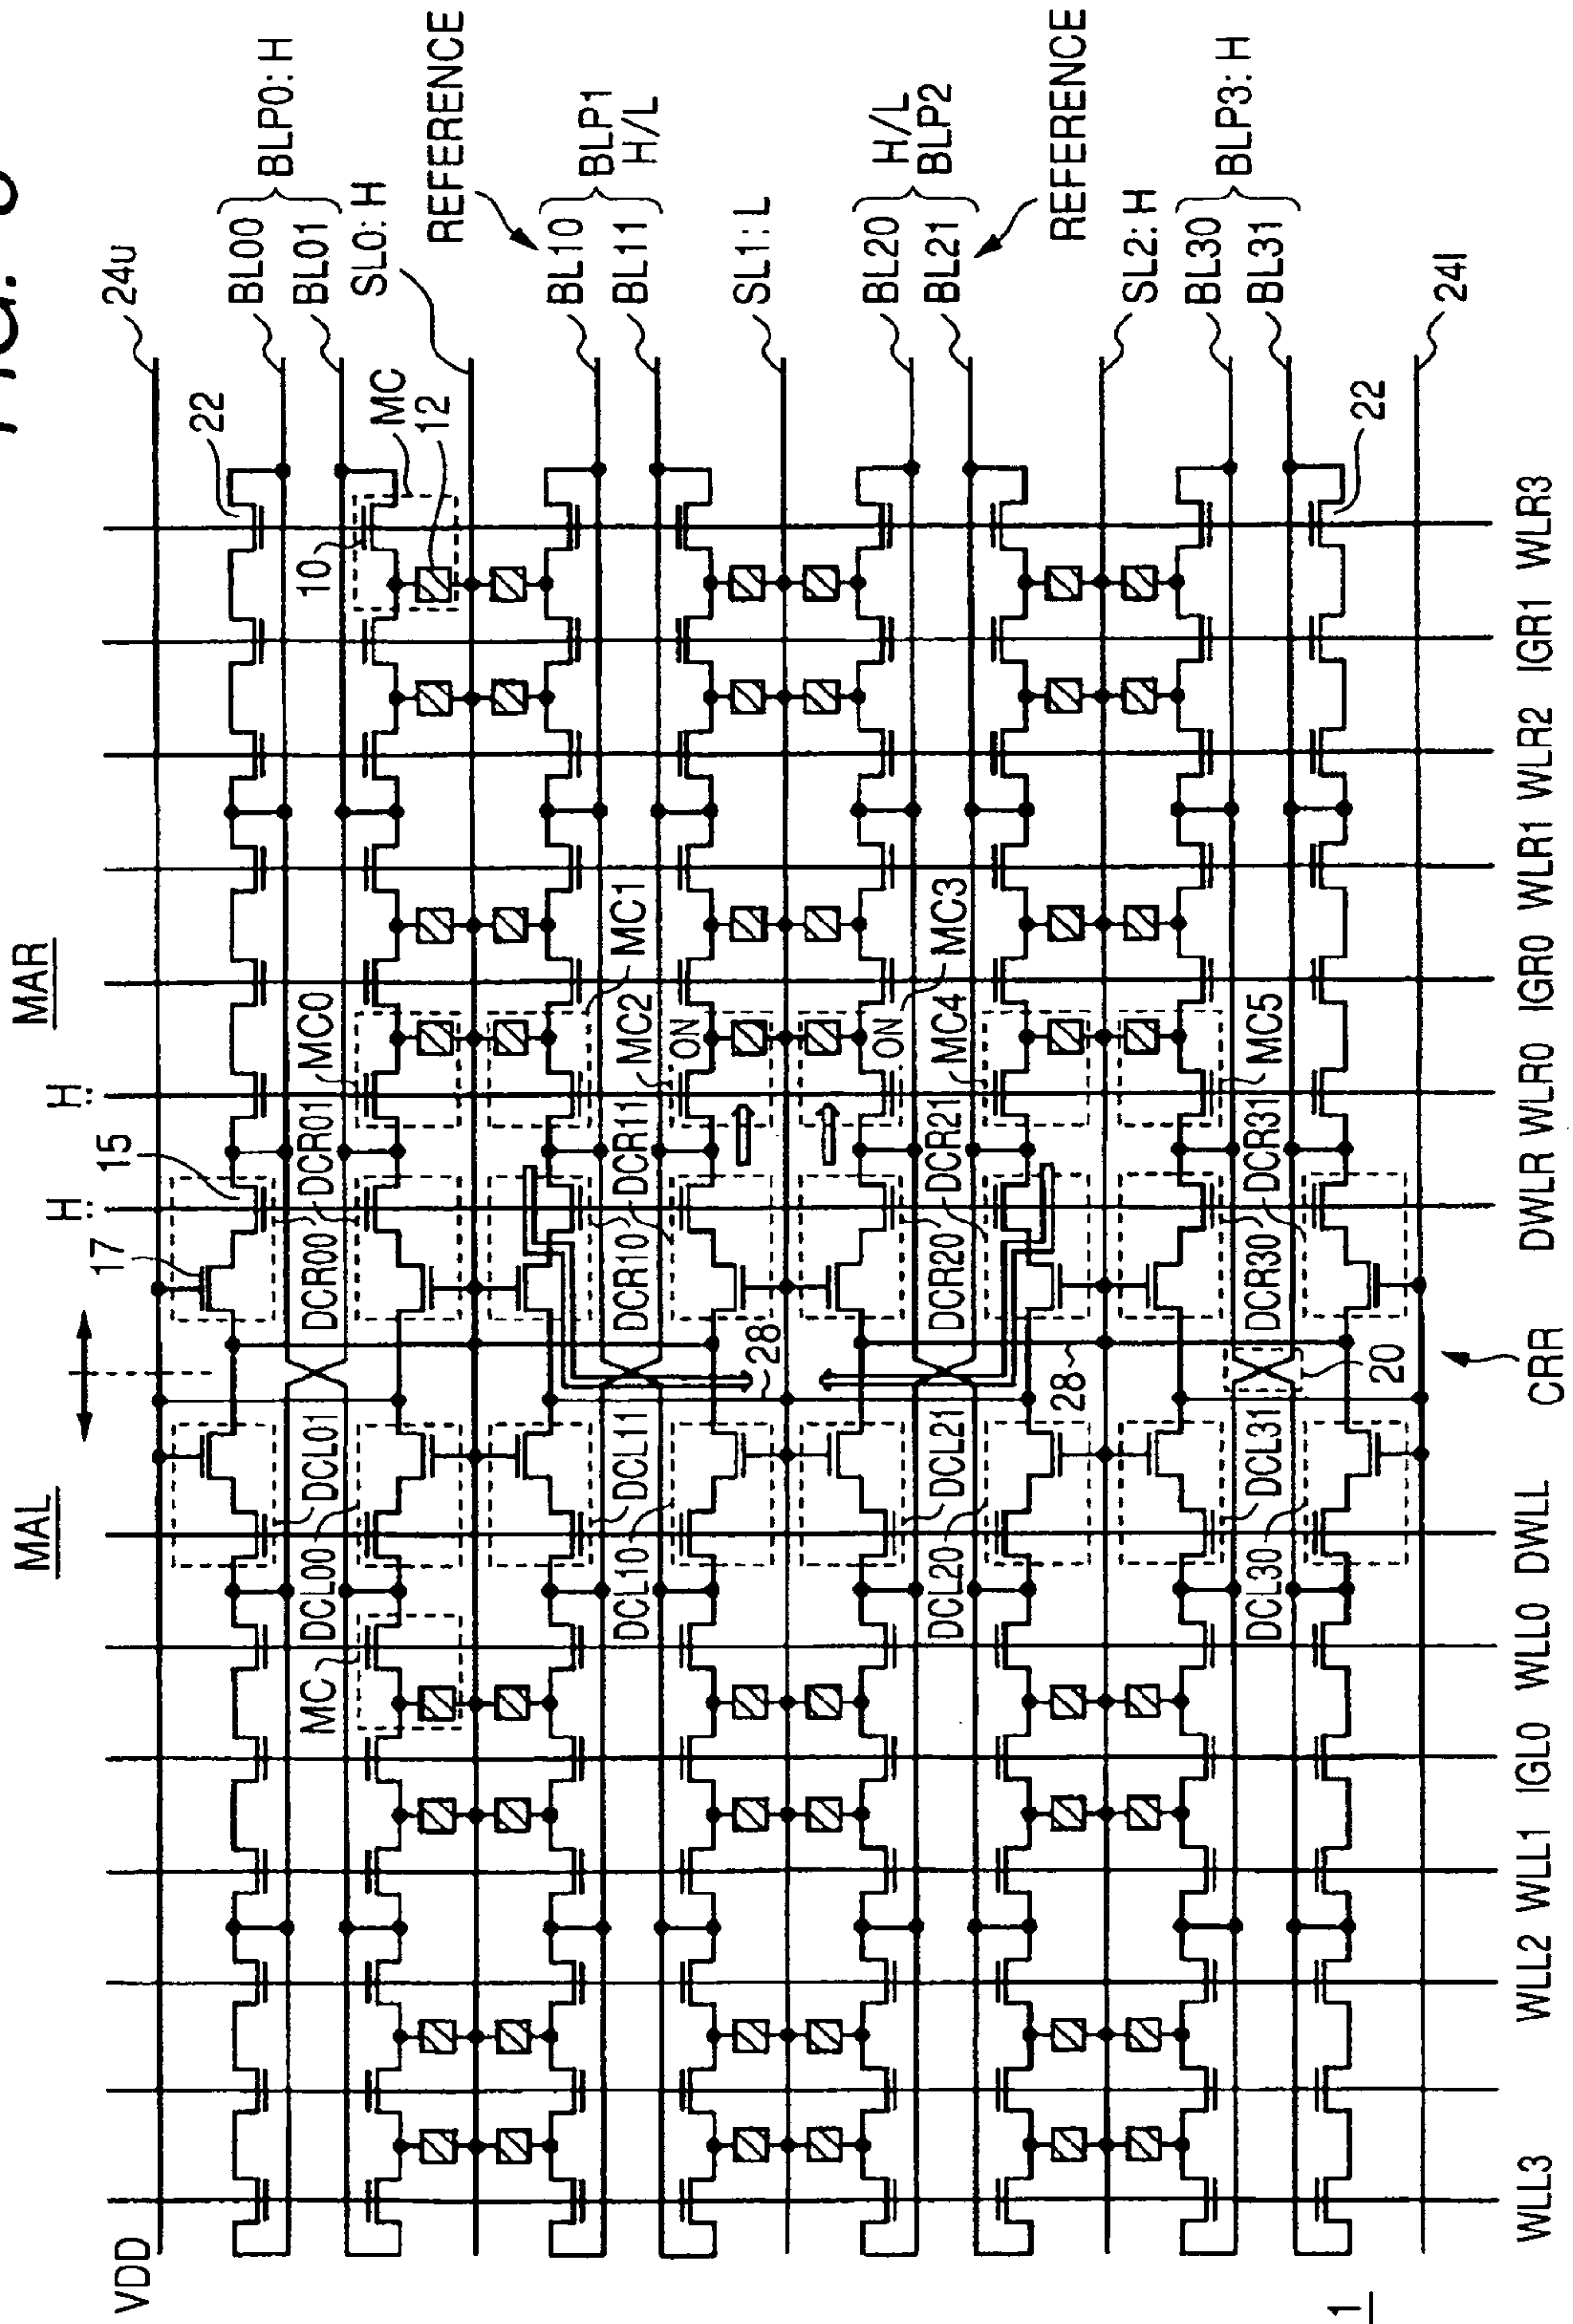 FIG.
MAL
MAR
VDD
24u
BL00
BL01
BLP0: H
SL0: H
REFERENCE
BL10
BL11
BLP1
H/L
SL1: L
H/L
BLP2
BL20
BL21
REFERENCE
SL2: H
BL30
BL31
BLP3: H
24l
22
MC
12
10
22
H
H
15
17
MC0
MC1
MC2
ON
MC3
ON
MC4
MC5
DCR01
DCR00
DCR11
DCR10
DCR21
DCR20
DCR31
DCR30
28
28
20
DCL01
DCL00
DCL11
DCL10
DCL21
DCL20
DCL31
DCL30
MC
WLL3
WLL2
WLL1
IGL0
WLL0
DWLL
CRR
DWLR
WLR0
IGR0
WLR1
WLR2
IGR1
WLR3
1